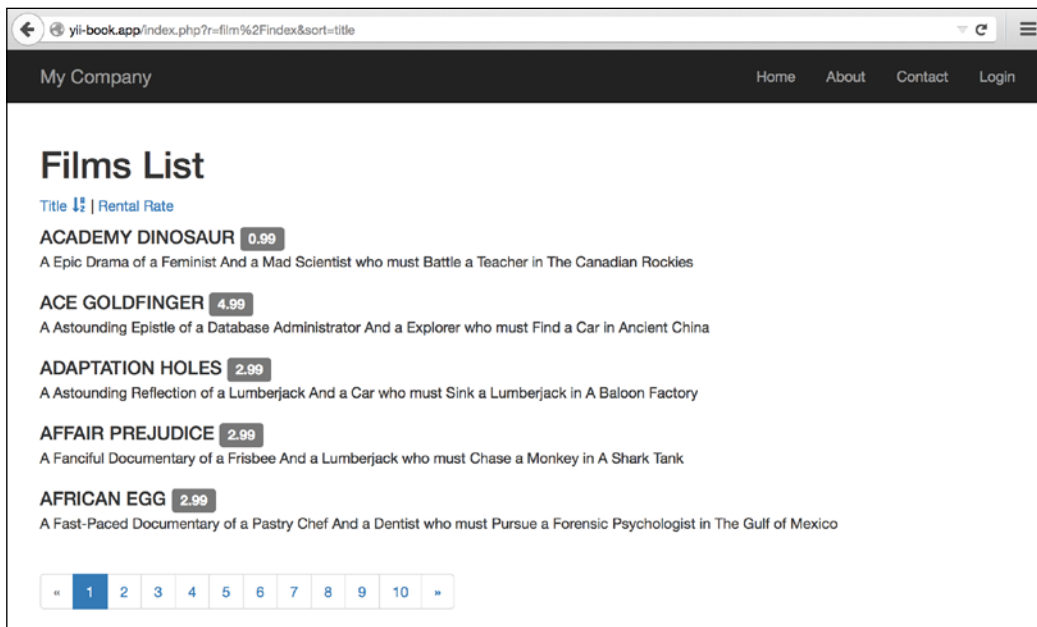 yii-book.app/index.php?r=film%2Findex&sort=title
My Company Home About Contact Login
Films List
Title | Rental Rate
ACADEMY DINOSAUR 0.99
A Epic Drama of a Feminist And a Mad Scientist who must Battle a Teacher in The Canadian Rockies
ACE GOLDFINGER 4.99
A Astounding Epistle of a Database Administrator And a Explorer who must Find a Car in Ancient China
ADAPTATION HOLES 2.99
A Astounding Reflection of a Lumberjack And a Car who must Sink a Lumberjack in A Baloon Factory
AFFAIR PREJUDICE 2.99
A Fanciful Documentary of a Frisbee And a Lumberjack who must Chase a Monkey in A Shark Tank
AFRICAN EGG 2.99
A Fast-Paced Documentary of a Pastry Chef And a Dentist who must Pursue a Forensic Psychologist in The Gulf of Mexico
« 1 2 3 4 5 6 7 8 9 10 »